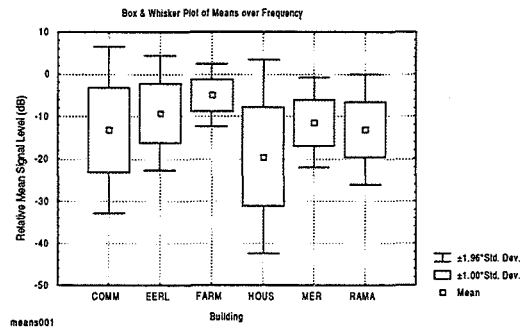 Box & Whisker Plot of Means over Frequency
Relative Mean Signal Level (dB)
10
0
-10
-20
-30
-40
-50
COMM EERL FARM HOUS MER RAMA
Building
±1.96*Std. Dev.
±1.00*Std. Dev.
Mean
means001